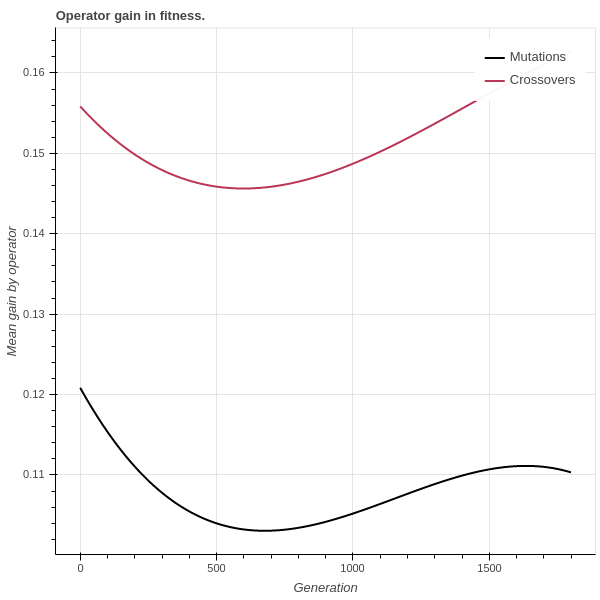 Operator gain in fitness.
Mutations
Crossovers
0.16
0.15
0.14
0.13
0.12
0.11
Mean gain by operator
0
500
1000
1500
Generation